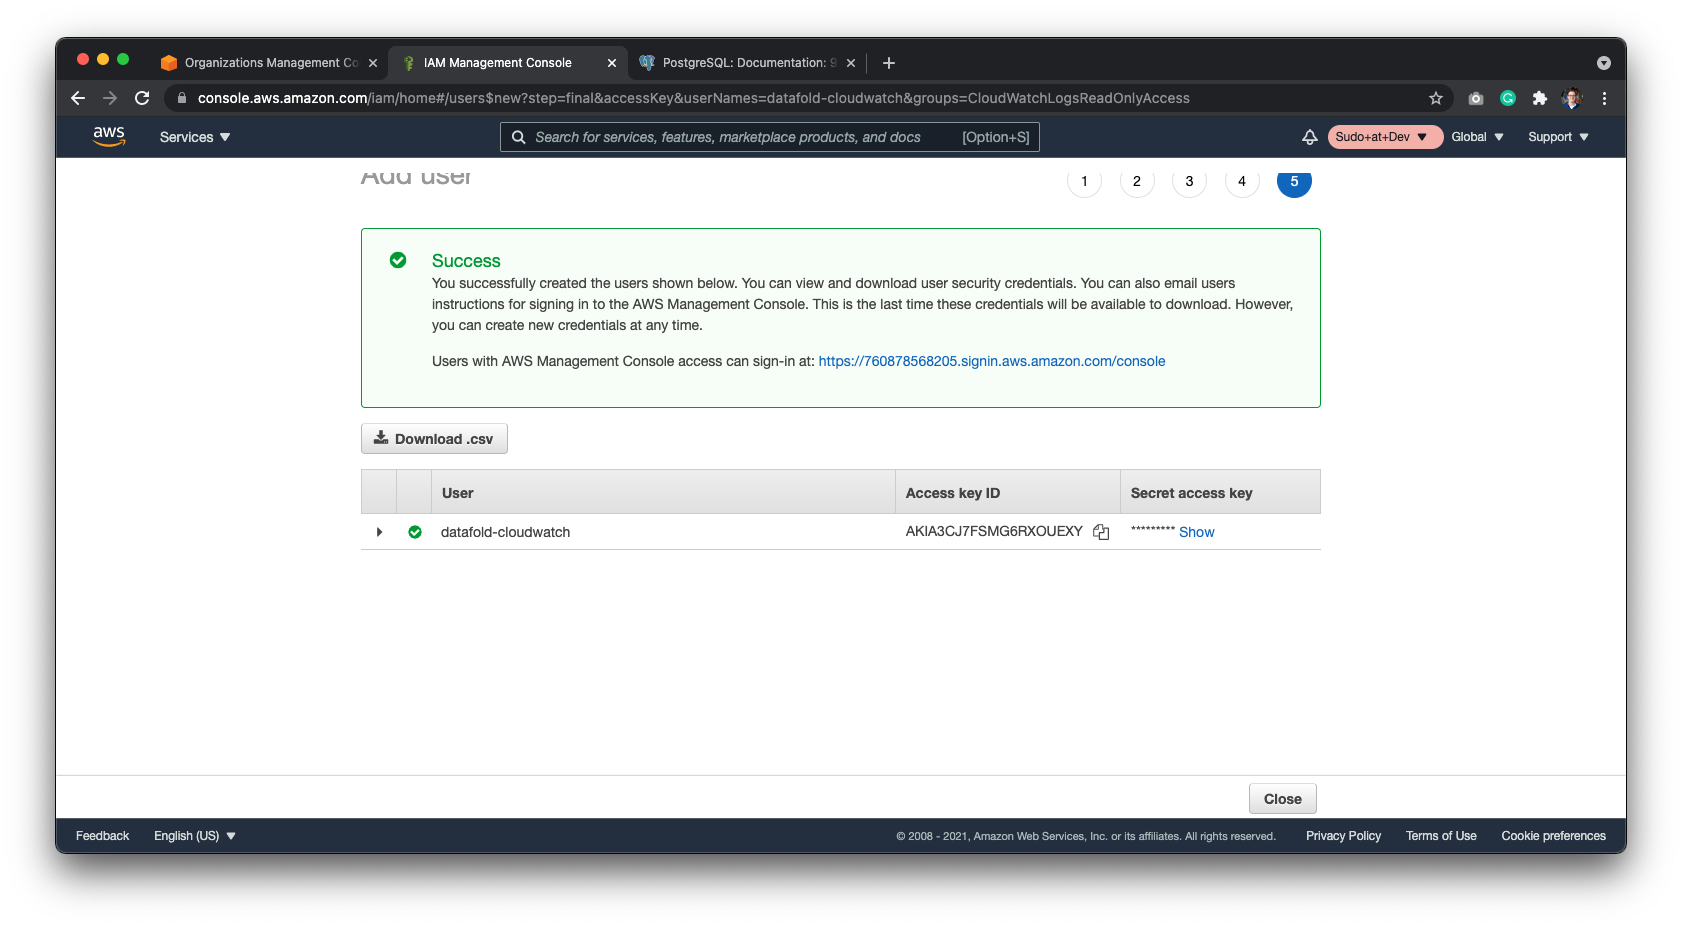 Organizations Management Co
IAM Management Console
PostgreSQL: Documentation: 9
console.aws.amazon.com/iam/home#/users$new?step=final&accessKey&userNames=datafold-cloudwatch&groups=CloudWatchLogsReadOnlyAccess
aws
Services
Search for services, features, marketplace products, and docs [Option+S]
Sudo+at+Dev
Global
Support
Add user
1 2 3 4 5
Success
You successfully created the users shown below. You can view and download user security credentials. You can also email users
instructions for signing in to the AWS Management Console. This is the last time these credentials will be available to download. However,
you can create new credentials at any time.
Users with AWS Management Console access can sign-in at: https://760878568205.signin.aws.amazon.com/console
Download .csv
User Access key ID Secret access key
datafold-cloudwatch AKIA3CJ7FSMG6RXOUEXY ********* Show
Close
Feedback English (US) © 2008 - 2021, Amazon Web Services, Inc. or its affiliates. All rights reserved. Privacy Policy Terms of Use Cookie preferences